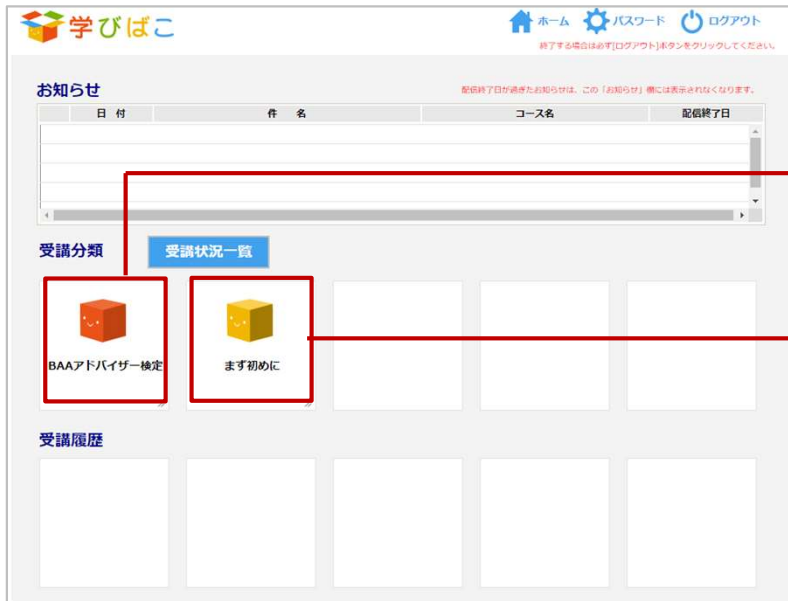 学びばこ
ホーム パスワード ログアウト
終了する場合は必ず[ログアウト]ボタンをクリックしてください。
お知らせ
配信終了日が過ぎたお知らせは、この「お知らせ」欄には表示されなくなります。
日 付 件 名 コース名 配信終了日
受講分類
受講状況一覧
BAAアドバイザー検定 まず初めに
受講履歴